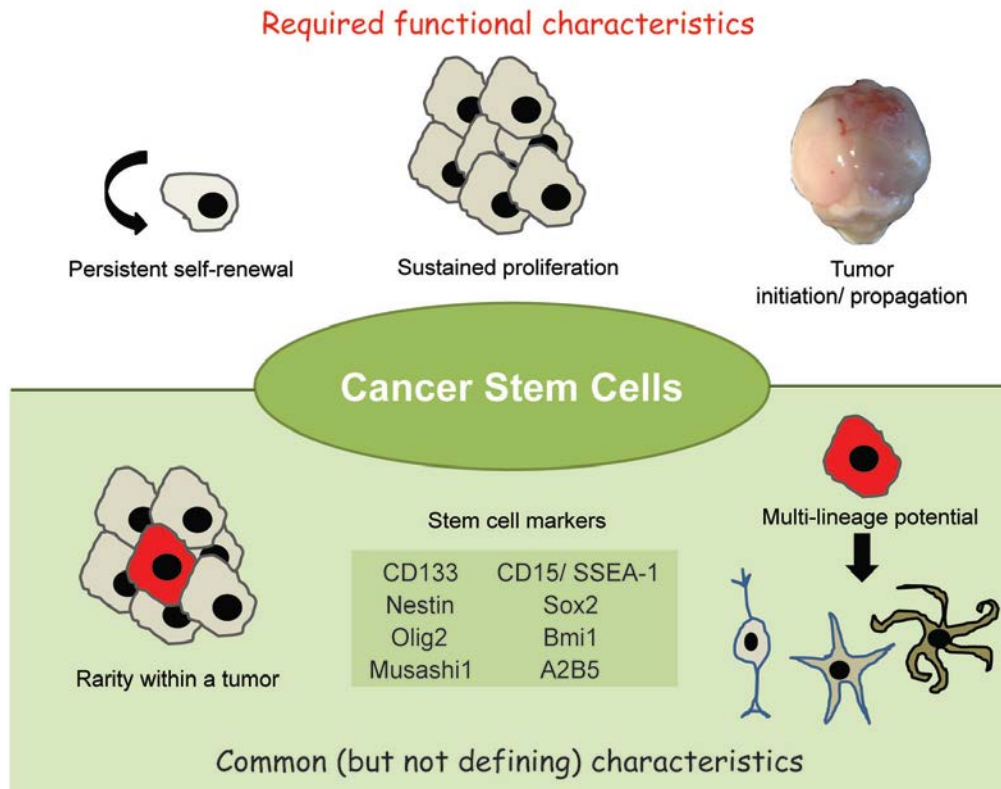 Required functional characteristics
Persistent self-renewal
Sustained proliferation
Tumor
initiation/ propagation
Cancer Stem Cells
Rarity within a tumor
Stem cell markers
CD133 CD15/ SSEA-1
Nestin Sox2
Olig2 Bmi1
Musashi1 A2B5
Multi-lineage potential
Common (but not defining) characteristics